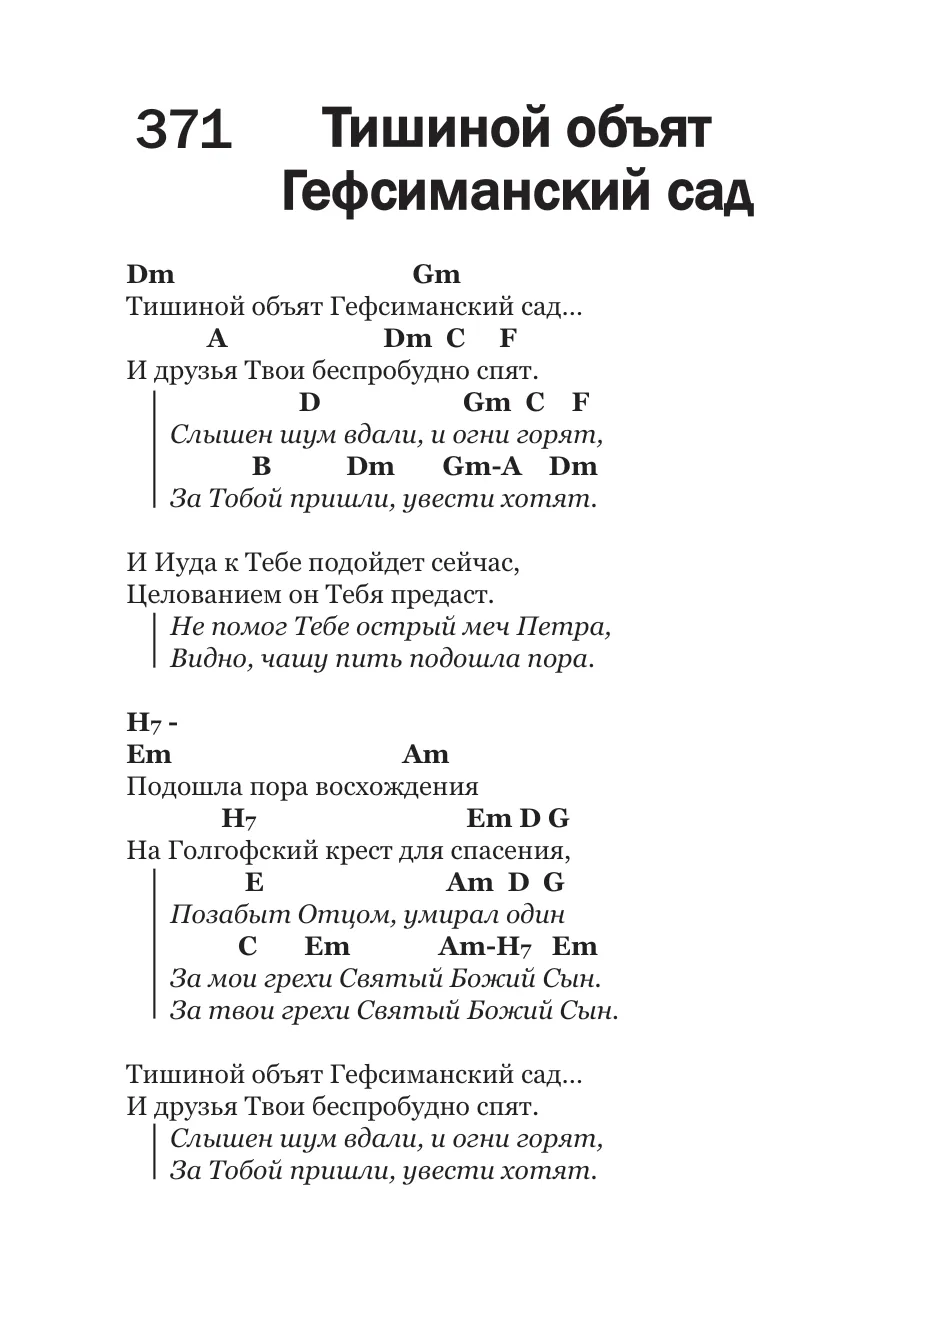 371 Тишиной объят
Гефсиманский сад
Dm Gm
Тишиной объят Гефсиманский сад...
A Dm C F
И друзья Твои беспробудно спят.
D Gm C F
Слышен шум вдали, и огни горят,
B Dm Gm-A Dm
За Тобой пришли, увести хотят.
И Иуда к Тебе подойдет сейчас,
Целованием он Тебя предаст.
Не помог Тебе острый меч Петра,
Видно, чашу пить подошла пора.
H7 -
Em Am
Подошла пора восхождения
H7 Em D G
На Голгофский крест для спасения,
E Am D G
Позабыт Отцом, умирал один
C Em Am-H7 Em
За мои грехи Святый Божий Сын.
За твои грехи Святый Божий Сын.
Тишиной объят Гефсиманский сад...
И друзья Твои беспробудно спят.
Слышен шум вдали, и огни горят,
За Тобой пришли, увести хотят.